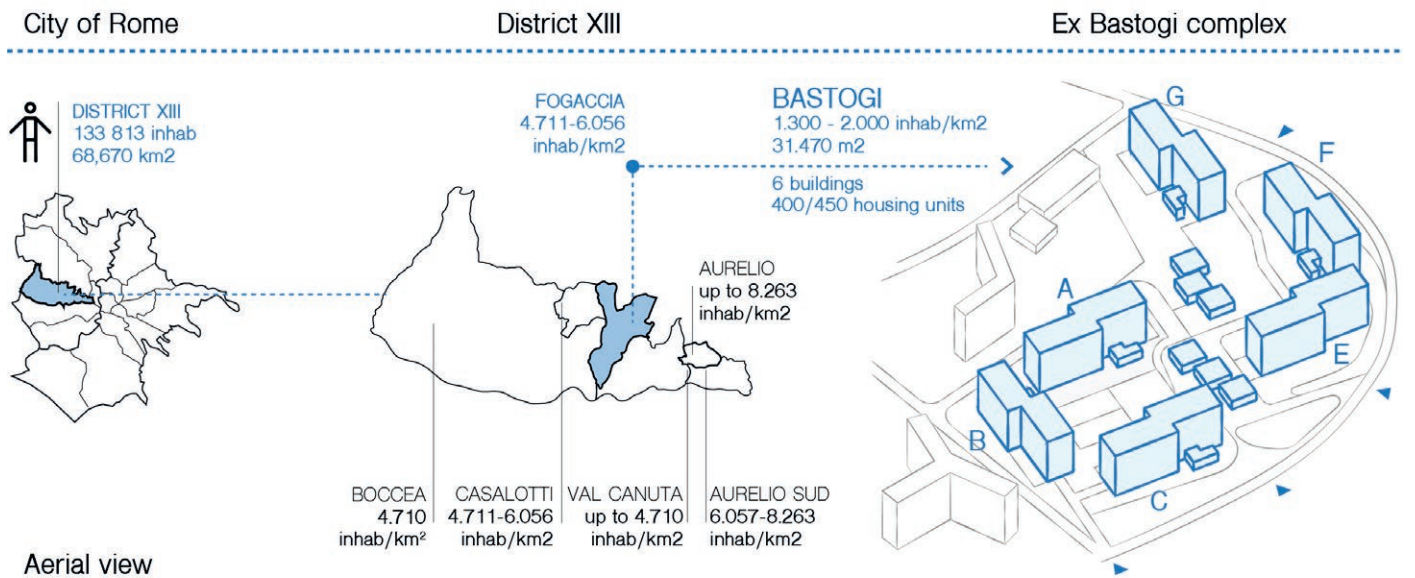 City of Rome
District XIII
Ex Bastogi complex
DISTRICT XIII
133 813 inhab
68,670 km2
FOGACCIA
4.711-6.056
inhab/km2
BASTOGI
1.300 - 2.000 inhab/km2
31.470 m2
6 buildings
400/450 housing units
AURELIO
up to 8.263
inhab/km2
BOCCEA
4.710
inhab/km²
CASALOTTI
4.711-6.056
inhab/km2
VAL CANUTA
up to 4.710
inhab/km2
AURELIO SUD
6.057-8.263
inhab/km2
G
F
A
E
B
C
Aerial view